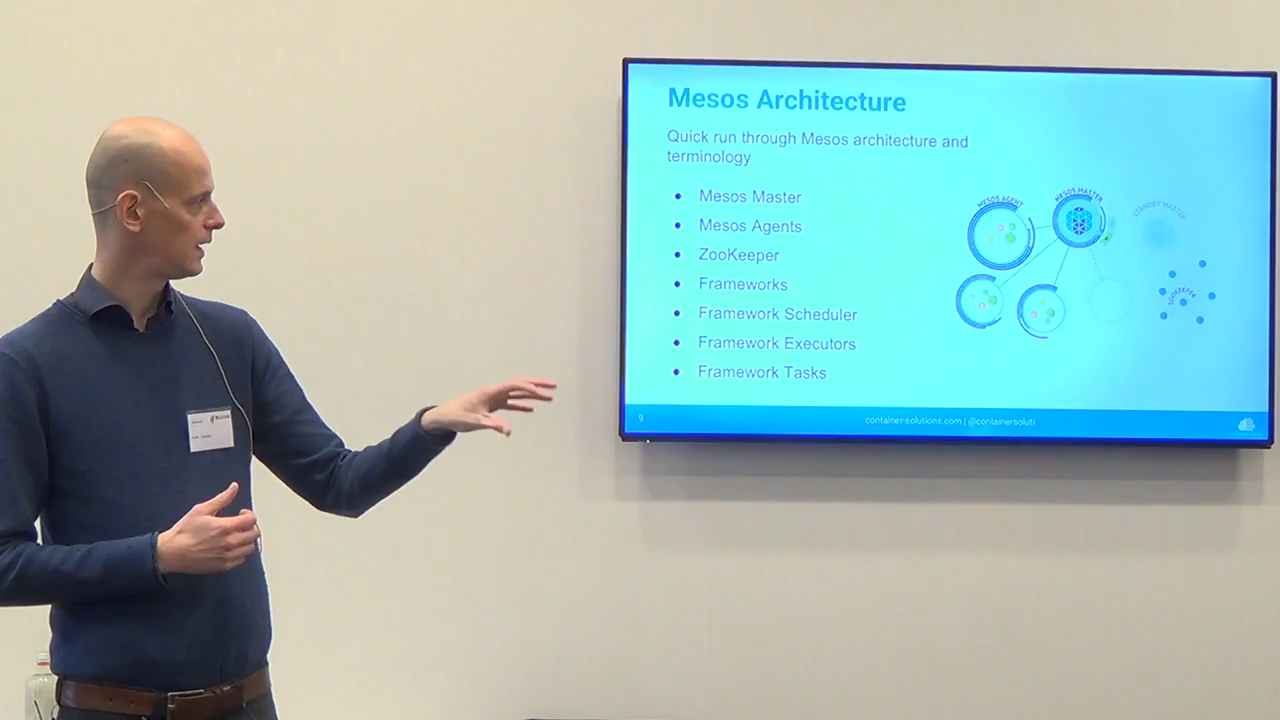 Mesos Architecture
Quick run through Mesos architecture and
terminology
Mesos Master
Mesos Agents
ZooKeeper
Frameworks
Framework Scheduler
Framework Executors
Framework Tasks
MESOS AGENT
MESOS MASTER
STANDBY MASTER
ZOOKEEPER
9
container-solutions.com | @containersoluti